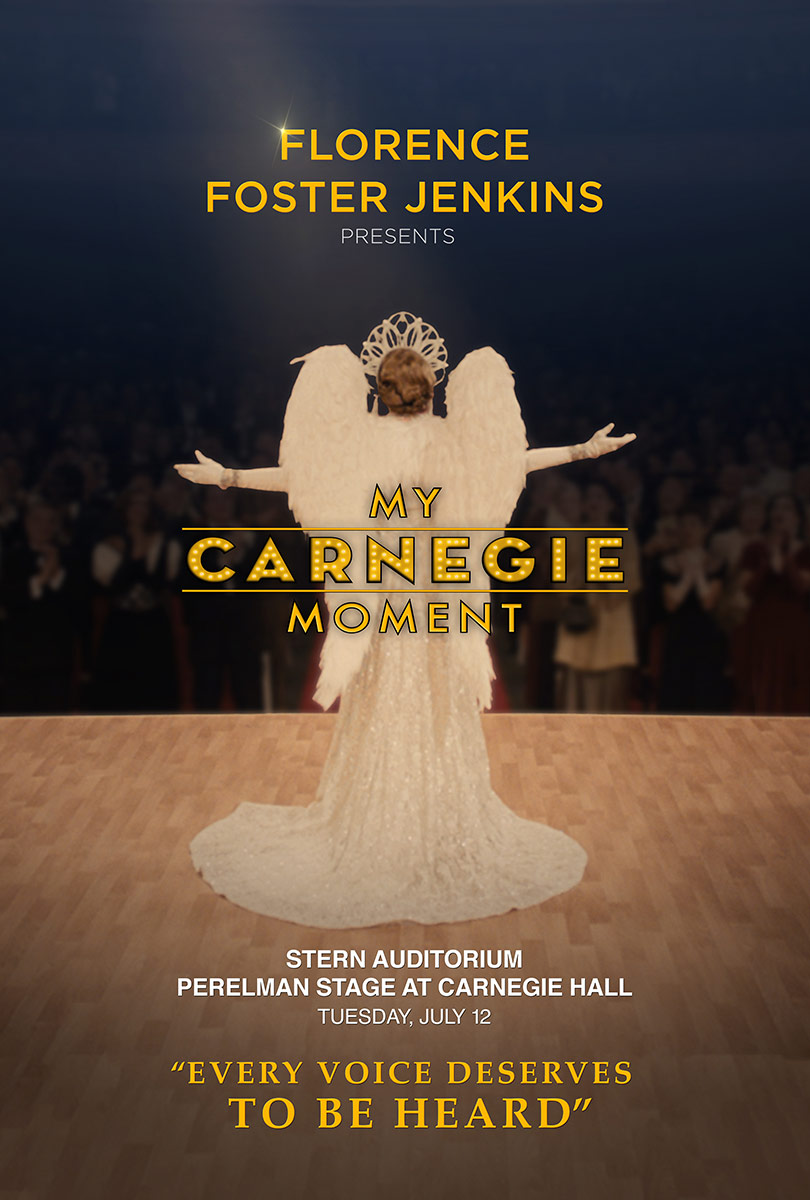 FLORENCE
FOSTER JENKINS
PRESENTS
MY
CARNEGIE
MOMENT
STERN AUDITORIUM
PERELMAN STAGE AT CARNEGIE HALL
TUESDAY, JULY 12
“EVERY VOICE DESERVES
TO BE HEARD”